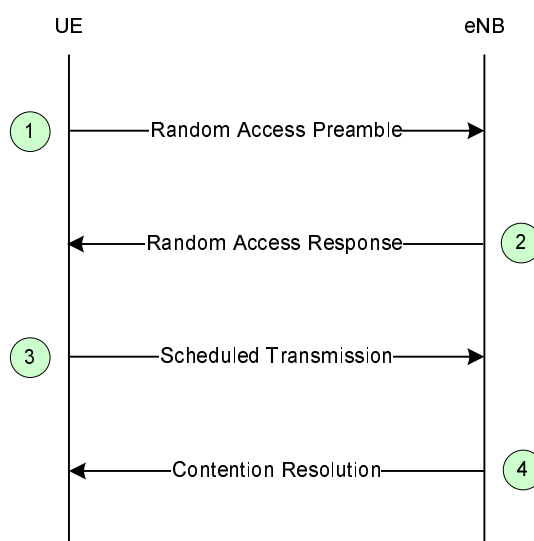 UE
eNB
1
Random Access Preamble
Random Access Response
2
3
Scheduled Transmission
Contention Resolution
4